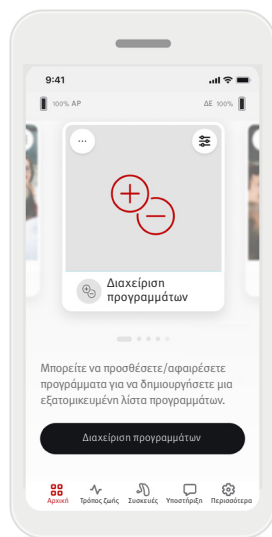 9:41
100% ΑΡ
ΔΕ 100%
Διαχείριση
προγραμμάτων
Μπορείτε να προσθέσετε/αφαιρέσετε
προγράμματα για να δημιουργήσετε μια
εξατομικευμένη λίστα προγραμμάτων.
Διαχείριση προγραμμάτων
Αρχική Τρόπος ζωής Συσκευές Υποστήριξη Περισσότερα